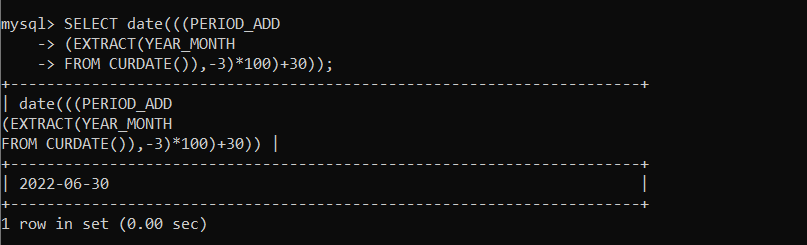 mysql> SELECT date(((PERIOD_ADD
    -> (EXTRACT(YEAR_MONTH
    -> FROM CURDATE()),-3)*100)+30));
+----------------------------------------------------------------------+
| date(((PERIOD_ADD
(EXTRACT(YEAR_MONTH
FROM CURDATE()),-3)*100)+30)) |
+----------------------------------------------------------------------+
| 2022-06-30                                                           |
+----------------------------------------------------------------------+
1 row in set (0.00 sec)